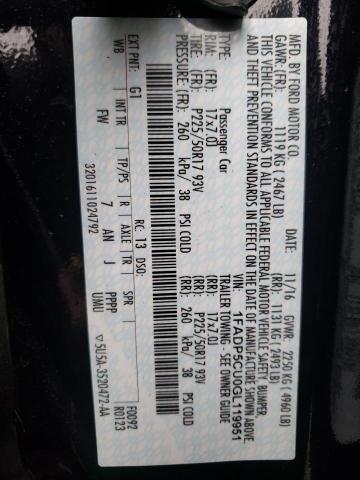 MFD. BY FORD MOTOR CO.
11/16 GVWR: 2250 KG ( 4960 LB)
GAWR: (FR): 1119 KG ( 2467 LB) (RR): 1131 KG ( 2493 LB)
THIS VEHICLE CONFORMS TO ALL APPLICABLE FEDERAL MOTOR VEHICLE SAFETY, BUMPER
AND THEFT PREVENTION STANDARDS IN EFFECT ON THE DATE OF MANUFACTURE SHOWN ABOVE.
VIN: 1FADP5CU0GL119951
TYPE: Passenger Car TRAILER TOWING - SEE OWNER GUIDE
RIM: (FR): 17x7.0J (RR): 17x7.0J
TIRE: (FR): P225/50R17 93V (RR): P225/50R17 93V
PRESSURE (FR): 260 kPa/ 38 PSI COLD (RR): 260 kPa/ 38 PSI COLD
EXT PNT: G1 RC: 13 DSO: F0092
WB INT TR TP/PS R AXLE TR SPR R0123
FW 7 AN J PPPP UMU
3201611024792 ▽5U5A-3520472-AA